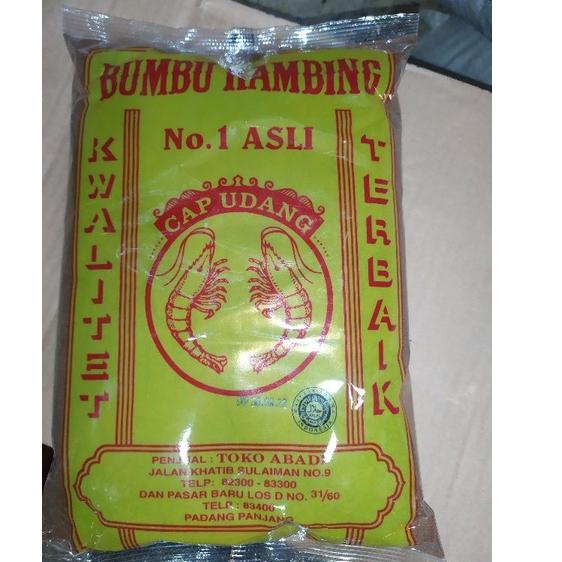 BUMBU KAMBING
No.1 ASLI
KWALITET
TERBAIK
CAP UDANG
INDONESIA
PENJUAL : TOKO ABADI
JALAN KHATIB SULAIMAN NO.9
TELP: 82300 - 83300
DAN PASAR BARU LOS D NO. 31/60
TELP : 83400
PADANG PANJANG